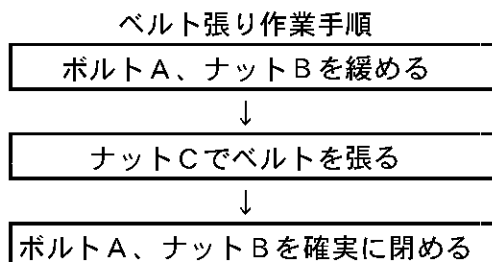 ベルト張り作業手順
ボルトA、ナットBを緩める
↓
ナットCでベルトを張る
↓
ボルトA、ナットBを確実に閉める